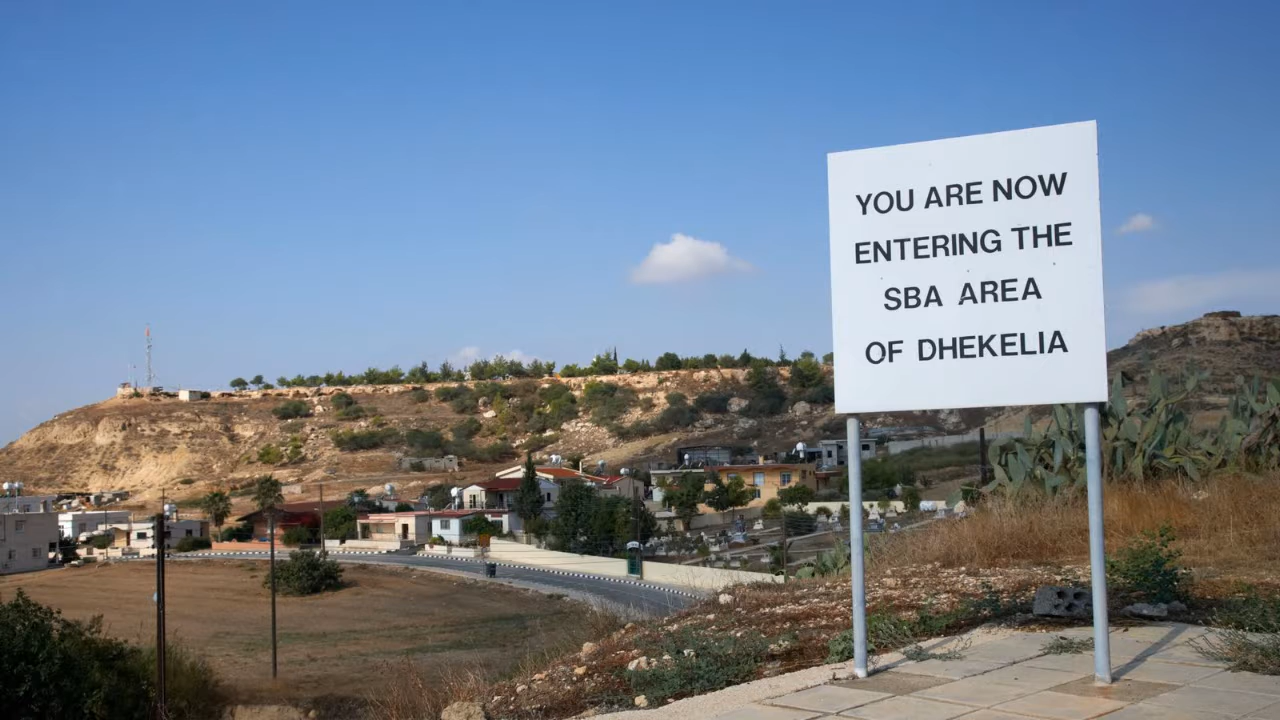 YOU ARE NOW
ENTERING THE
SBA AREA
OF DHEKELIA